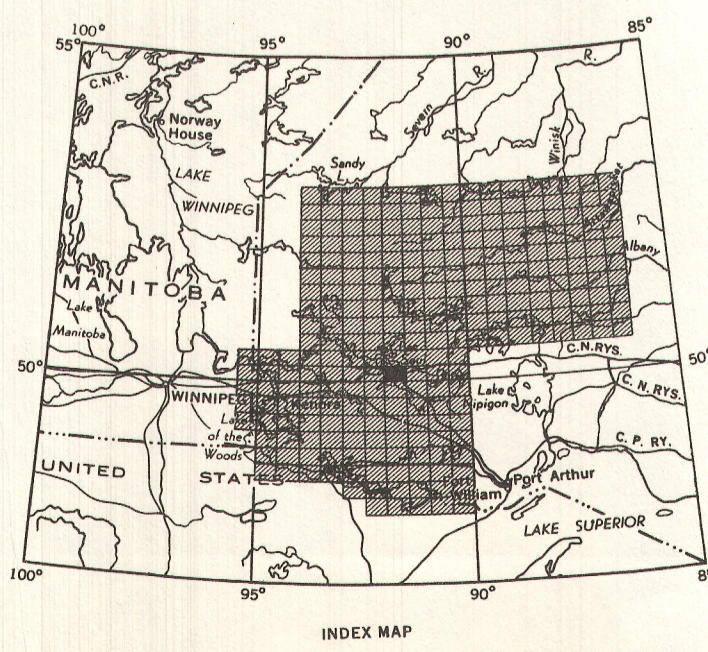 100°
95°
90°
85°
55°
C.N.R.
R.
R.
Norway
House
Severn
Winisk
Sandy
L.
LAKE
WINNIPEG
Albany
MANITOBA
Lake
Manitoba
50°
50°
C.N.RYS.
C.N.RYS.
WINNIPEG
Kenora
Lake
Nipigon
Lake
of the
Woods
C. P. RY.
UNITED
STATES
Fort
William
Port Arthur
LAKE SUPERIOR
100°
95°
90°
INDEX MAP